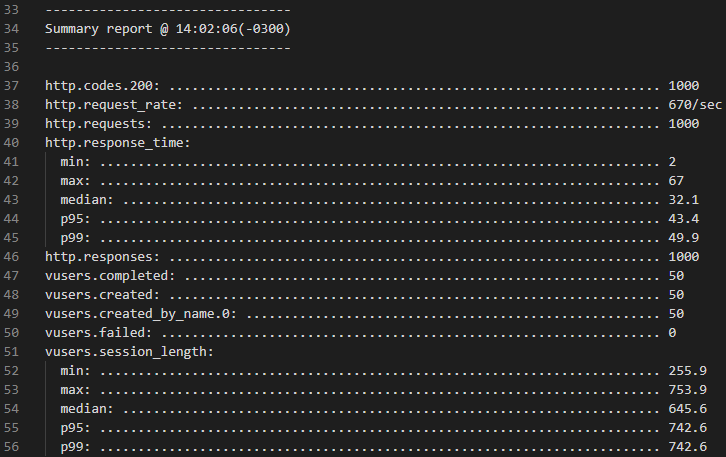 33 --------------------------------
34 Summary report @ 14:02:06(-0300)
35 --------------------------------
36
37 http.codes.200: ................................................................ 1000
38 http.request_rate: ............................................................. 670/sec
39 http.requests: ................................................................. 1000
40 http.response_time:
41 min: ......................................................................... 2
42 max: ......................................................................... 67
43 median: ...................................................................... 32.1
44 p95: ......................................................................... 43.4
45 p99: ......................................................................... 49.9
46 http.responses: ................................................................ 1000
47 vusers.completed: .............................................................. 50
48 vusers.created: ................................................................ 50
49 vusers.created_by_name.0: ...................................................... 50
50 vusers.failed: ................................................................. 0
51 vusers.session_length:
52 min: ......................................................................... 255.9
53 max: ......................................................................... 753.9
54 median: ...................................................................... 645.6
55 p95: ......................................................................... 742.6
56 p99: ......................................................................... 742.6